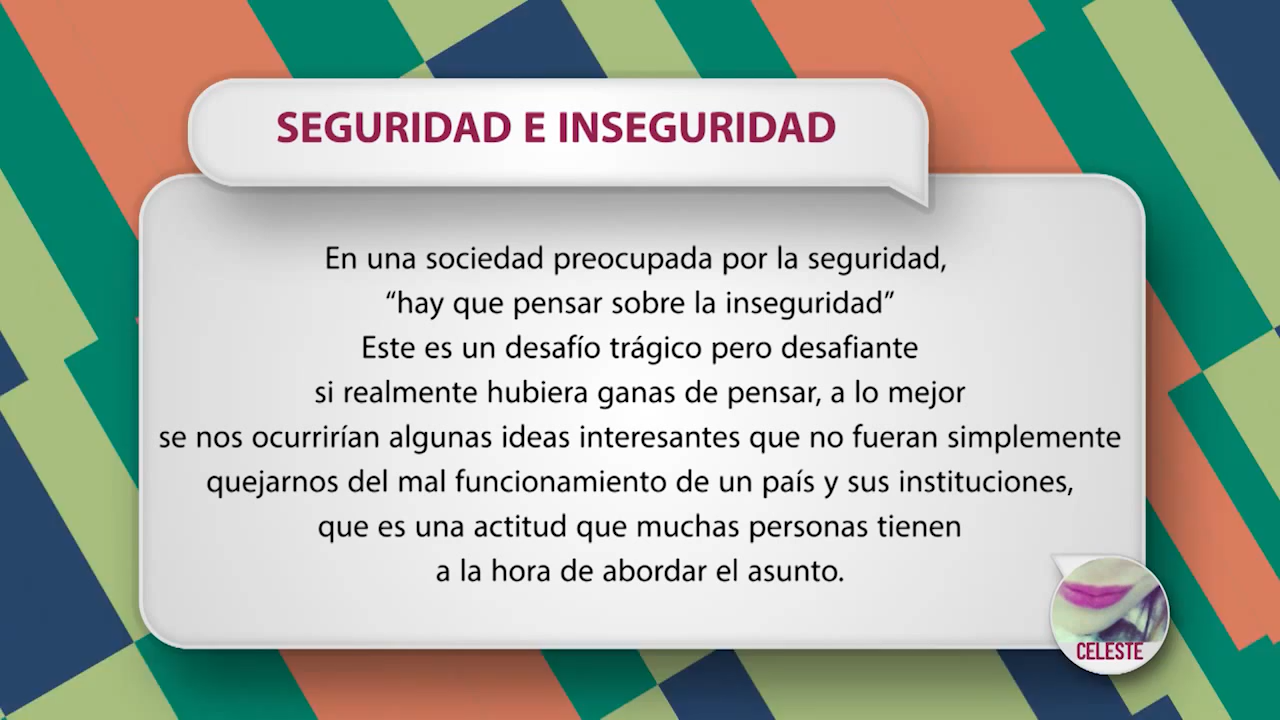 SEGURIDAD E INSEGURIDAD
En una sociedad preocupada por la seguridad,
“hay que pensar sobre la inseguridad”
Este es un desafío trágico pero desafiante
si realmente hubiera ganas de pensar, a lo mejor
se nos ocurrirían algunas ideas interesantes que no fueran simplemente
quejarnos del mal funcionamiento de un país y sus instituciones,
que es una actitud que muchas personas tienen
a la hora de abordar el asunto.
CELESTE